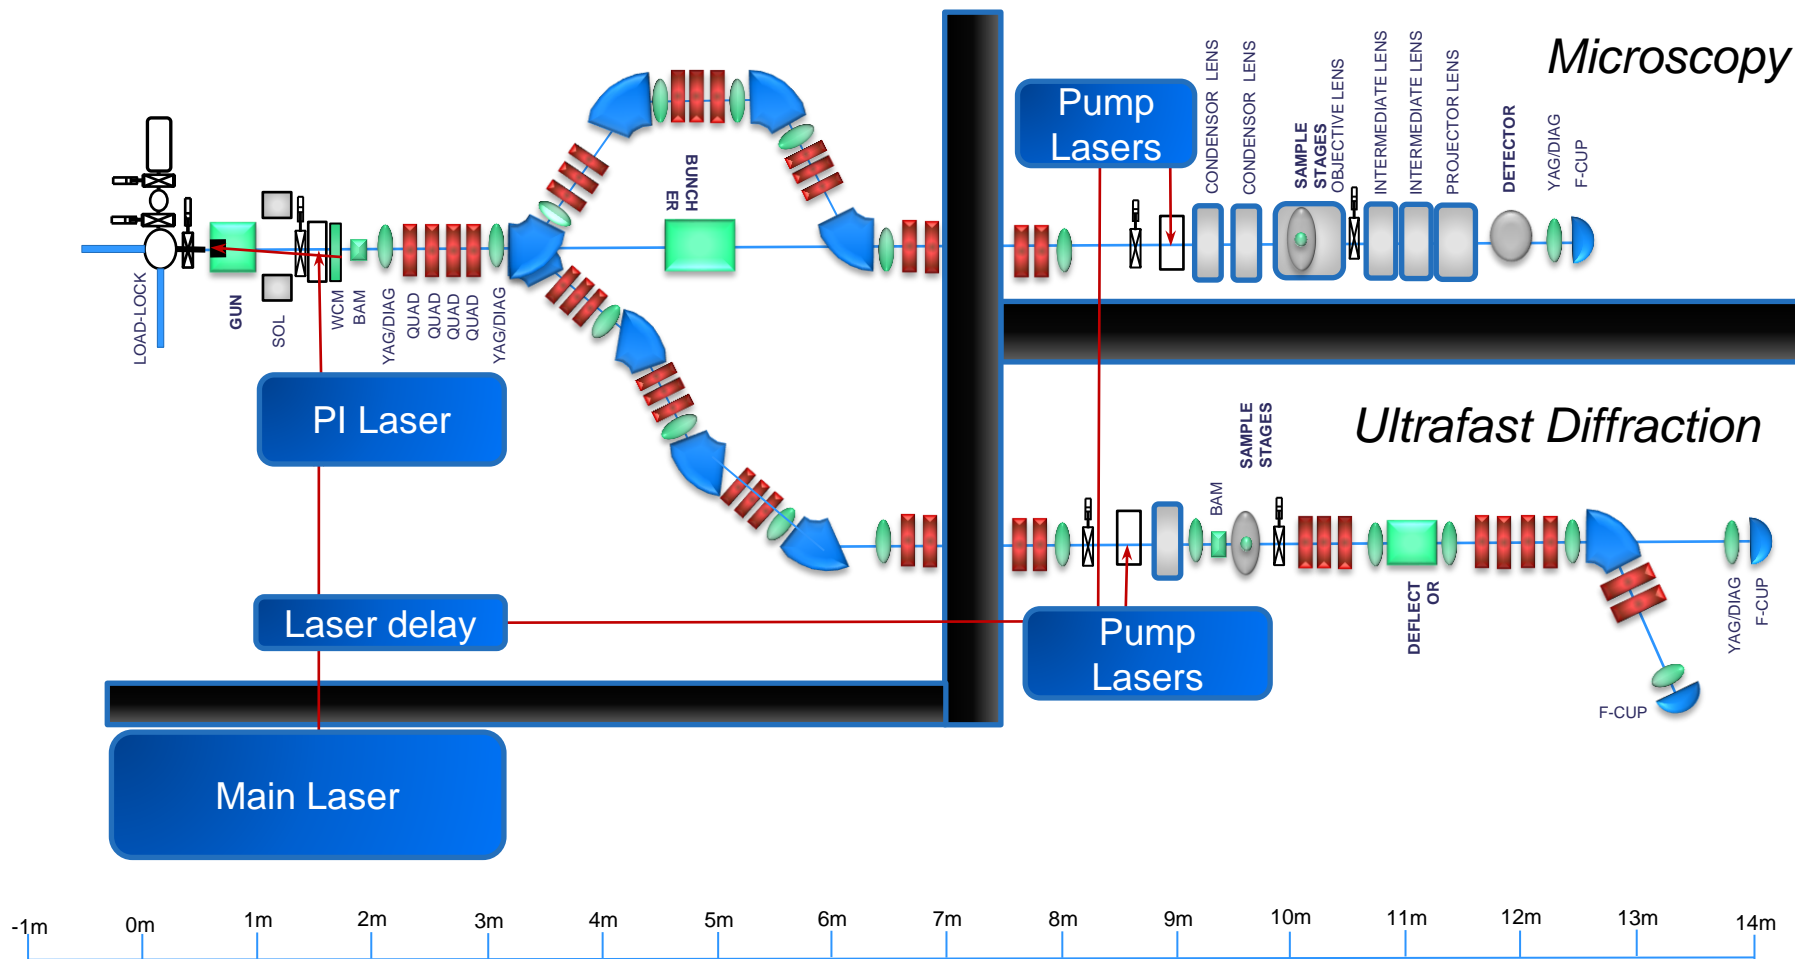 Microscopy
Pump
Lasers
CONDENSOR LENS
CONDENSOR LENS
SAMPLE
STAGES
OBJECTIVE LENS
INTERMEDIATE LENS
INTERMEDIATE LENS
PROJECTOR LENS
DETECTOR
YAG/DIAG
F-CUP
BUNCH
ER
LOAD-LOCK
GUN
SOL
WCM
BAM
YAG/DIAG
QUAD
QUAD
QUAD
QUAD
YAG/DIAG
PI Laser
Ultrafast Diffraction
SAMPLE
STAGES
BAM
DEFLECT
OR
YAG/DIAG
F-CUP
F-CUP
Laser delay
Pump
Lasers
Main Laser
-1m
0m
1m
2m
3m
4m
5m
6m
7m
8m
9m
10m
11m
12m
13m
14m